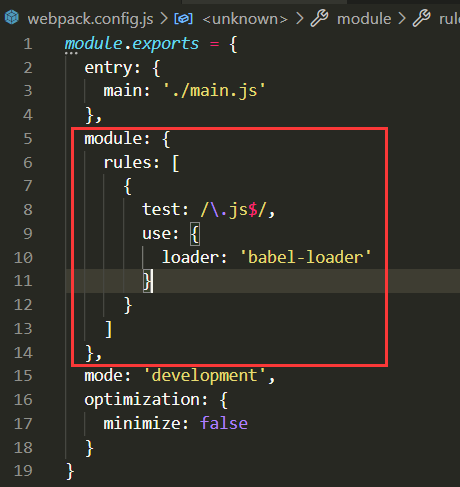 webpack.config.js > <unknown> > module > rul
1 module.exports = {
2   entry: {
3     main: './main.js'
4   },
5   module: {
6     rules: [
7       {
8         test: /\.js$/,
9         use: {
10           loader: 'babel-loader'
11         }
12       }
13     ]
14   },
15   mode: 'development',
16   optimization: {
17     minimize: false
18   }
19 }